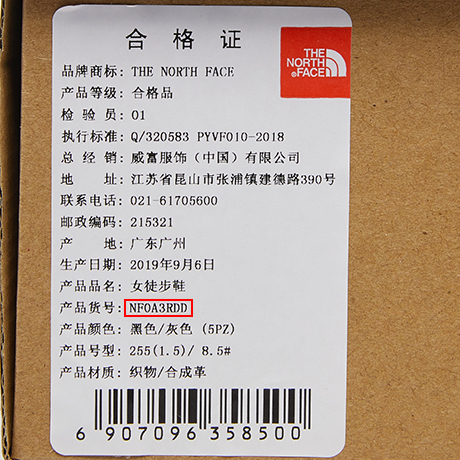 合格证
THE
NORTH
FACE
®
品牌商标: THE NORTH FACE
产品等级: 合格品
检 验 员: 01
执行标准: Q/320583 PYVF010-2018
总 经 销: 威富服饰（中国）有限公司
地 址: 江苏省昆山市张浦镇建德路390号
联系电话: 021-61705600
邮政编码: 215321
产 地: 广东广州
生产日期: 2019年9月6日
产品品名: 女徒步鞋
产品货号: NF0A3RDD
产品颜色: 黑色/灰色 (5PZ)
产品号型: 255(1.5)/ 8.5#
产品材质: 织物/合成革
6 907096 358500